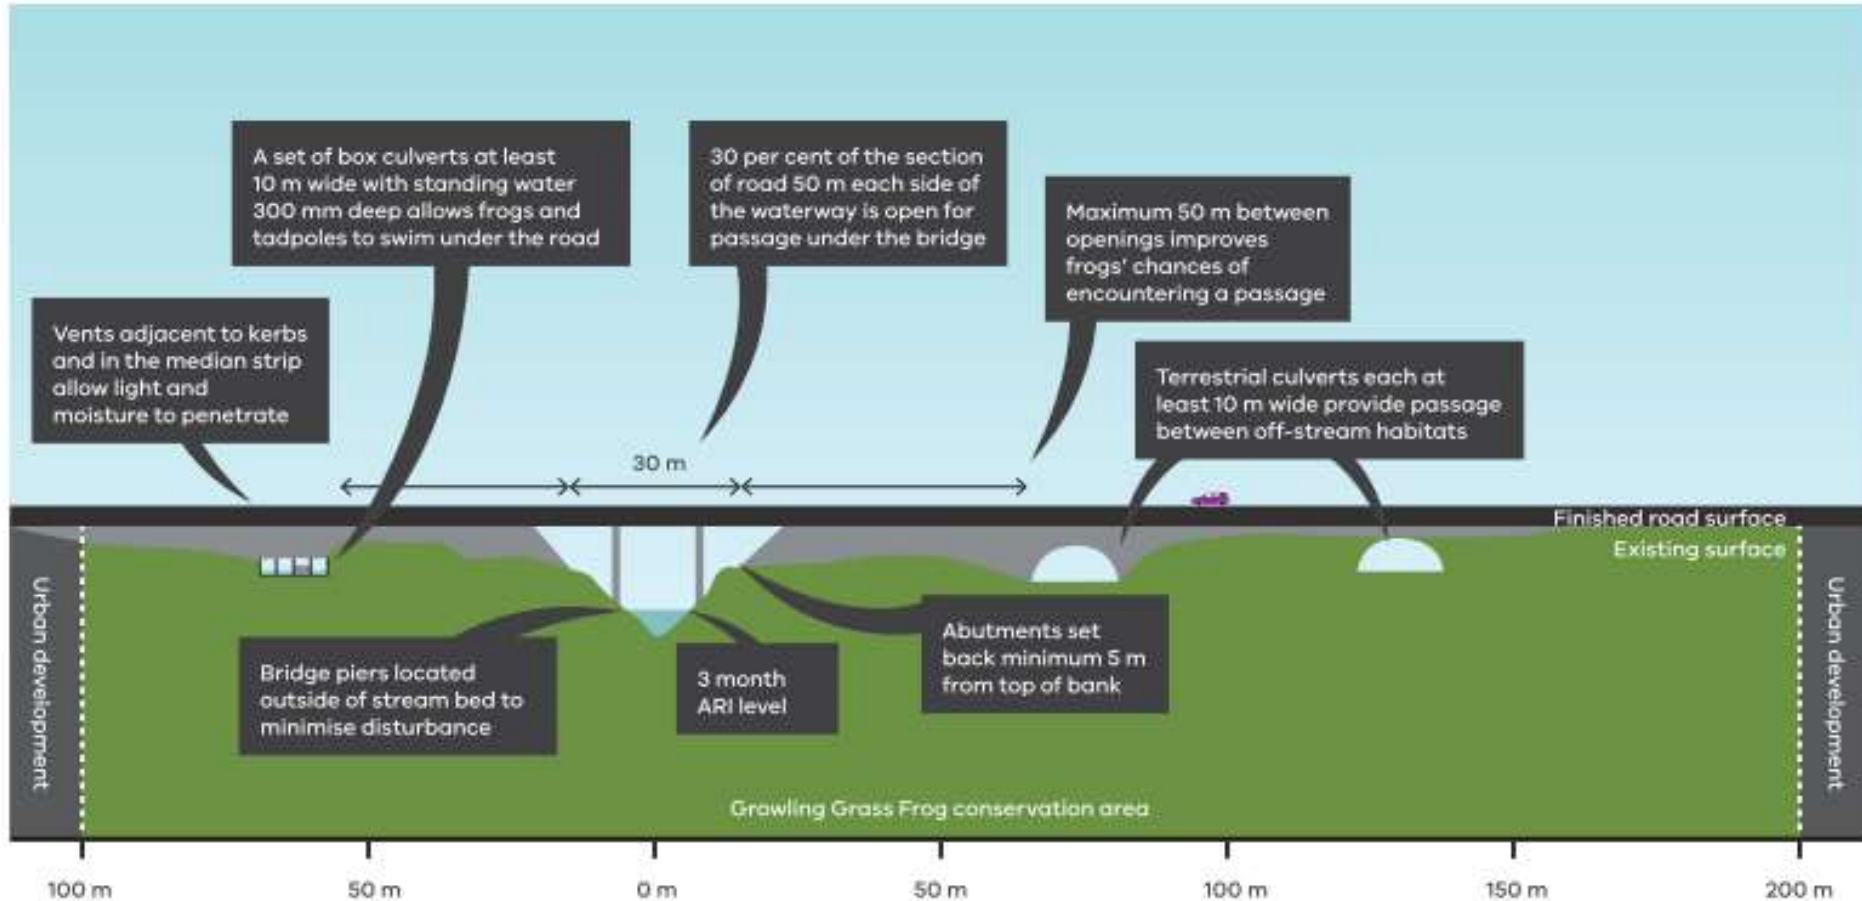 A set of box culverts at least
10 m wide with standing water
300 mm deep allows frogs and
tadpoles to swim under the road
30 per cent of the section
of road 50 m each side of
the waterway is open for
passage under the bridge
Maximum 50 m between
openings improves
frogs' chances of
encountering a passage
Vents adjacent to kerbs
and in the median strip
allow light and
moisture to penetrate
Terrestrial culverts each at
least 10 m wide provide passage
between off-stream habitats
30 m
Finished road surface
Existing surface
Urban development
Urban development
Bridge piers located
outside of stream bed to
minimise disturbance
3 month
ARI level
Abutments set
back minimum 5 m
from top of bank
Growling Grass Frog conservation area
100 m
50 m
0 m
50 m
100 m
150 m
200 m